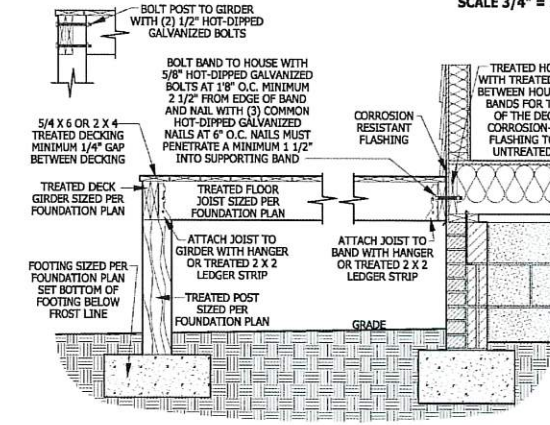 SCALE 3/4" =
BOLT POST TO GIRDER
WITH (2) 1/2" HOT-DIPPED
GALVANIZED BOLTS
BOLT BAND TO HOUSE WITH
5/8" HOT-DIPPED GALVANIZED
BOLTS AT 1'8" O.C. MINIMUM
2 1/2" FROM EDGE OF BAND
AND NAIL WITH (3) COMMON
HOT-DIPPED GALVANIZED
NAILS AT 6" O.C. NAILS MUST
PENETRATE A MINIMUM 1 1/2"
INTO SUPPORTING BAND
TREATED HO
WITH TREATED
BETWEEN HOU
BANDS FOR T
OF THE DEC
CORROSION-
FLASHING TO
UNTREATED
CORROSION
RESISTANT
FLASHING
5/4 X 6 OR 2 X 4
TREATED DECKING
MINIMUM 1/4" GAP
BETWEEN DECKING
TREATED DECK
GIRDER SIZED PER
FOUNDATION PLAN
TREATED FLOOR
JOIST SIZED PER
FOUNDATION PLAN
ATTACH JOIST TO
GIRDER WITH HANGER
OR TREATED 2 X 2
LEDGER STRIP
ATTACH JOIST TO
BAND WITH HANGER
OR TREATED 2 X 2
LEDGER STRIP
FOOTING SIZED PER
FOUNDATION PLAN
SET BOTTOM OF
FOOTING BELOW
FROST LINE
TREATED POST
SIZED PER
FOUNDATION PLAN
GRADE